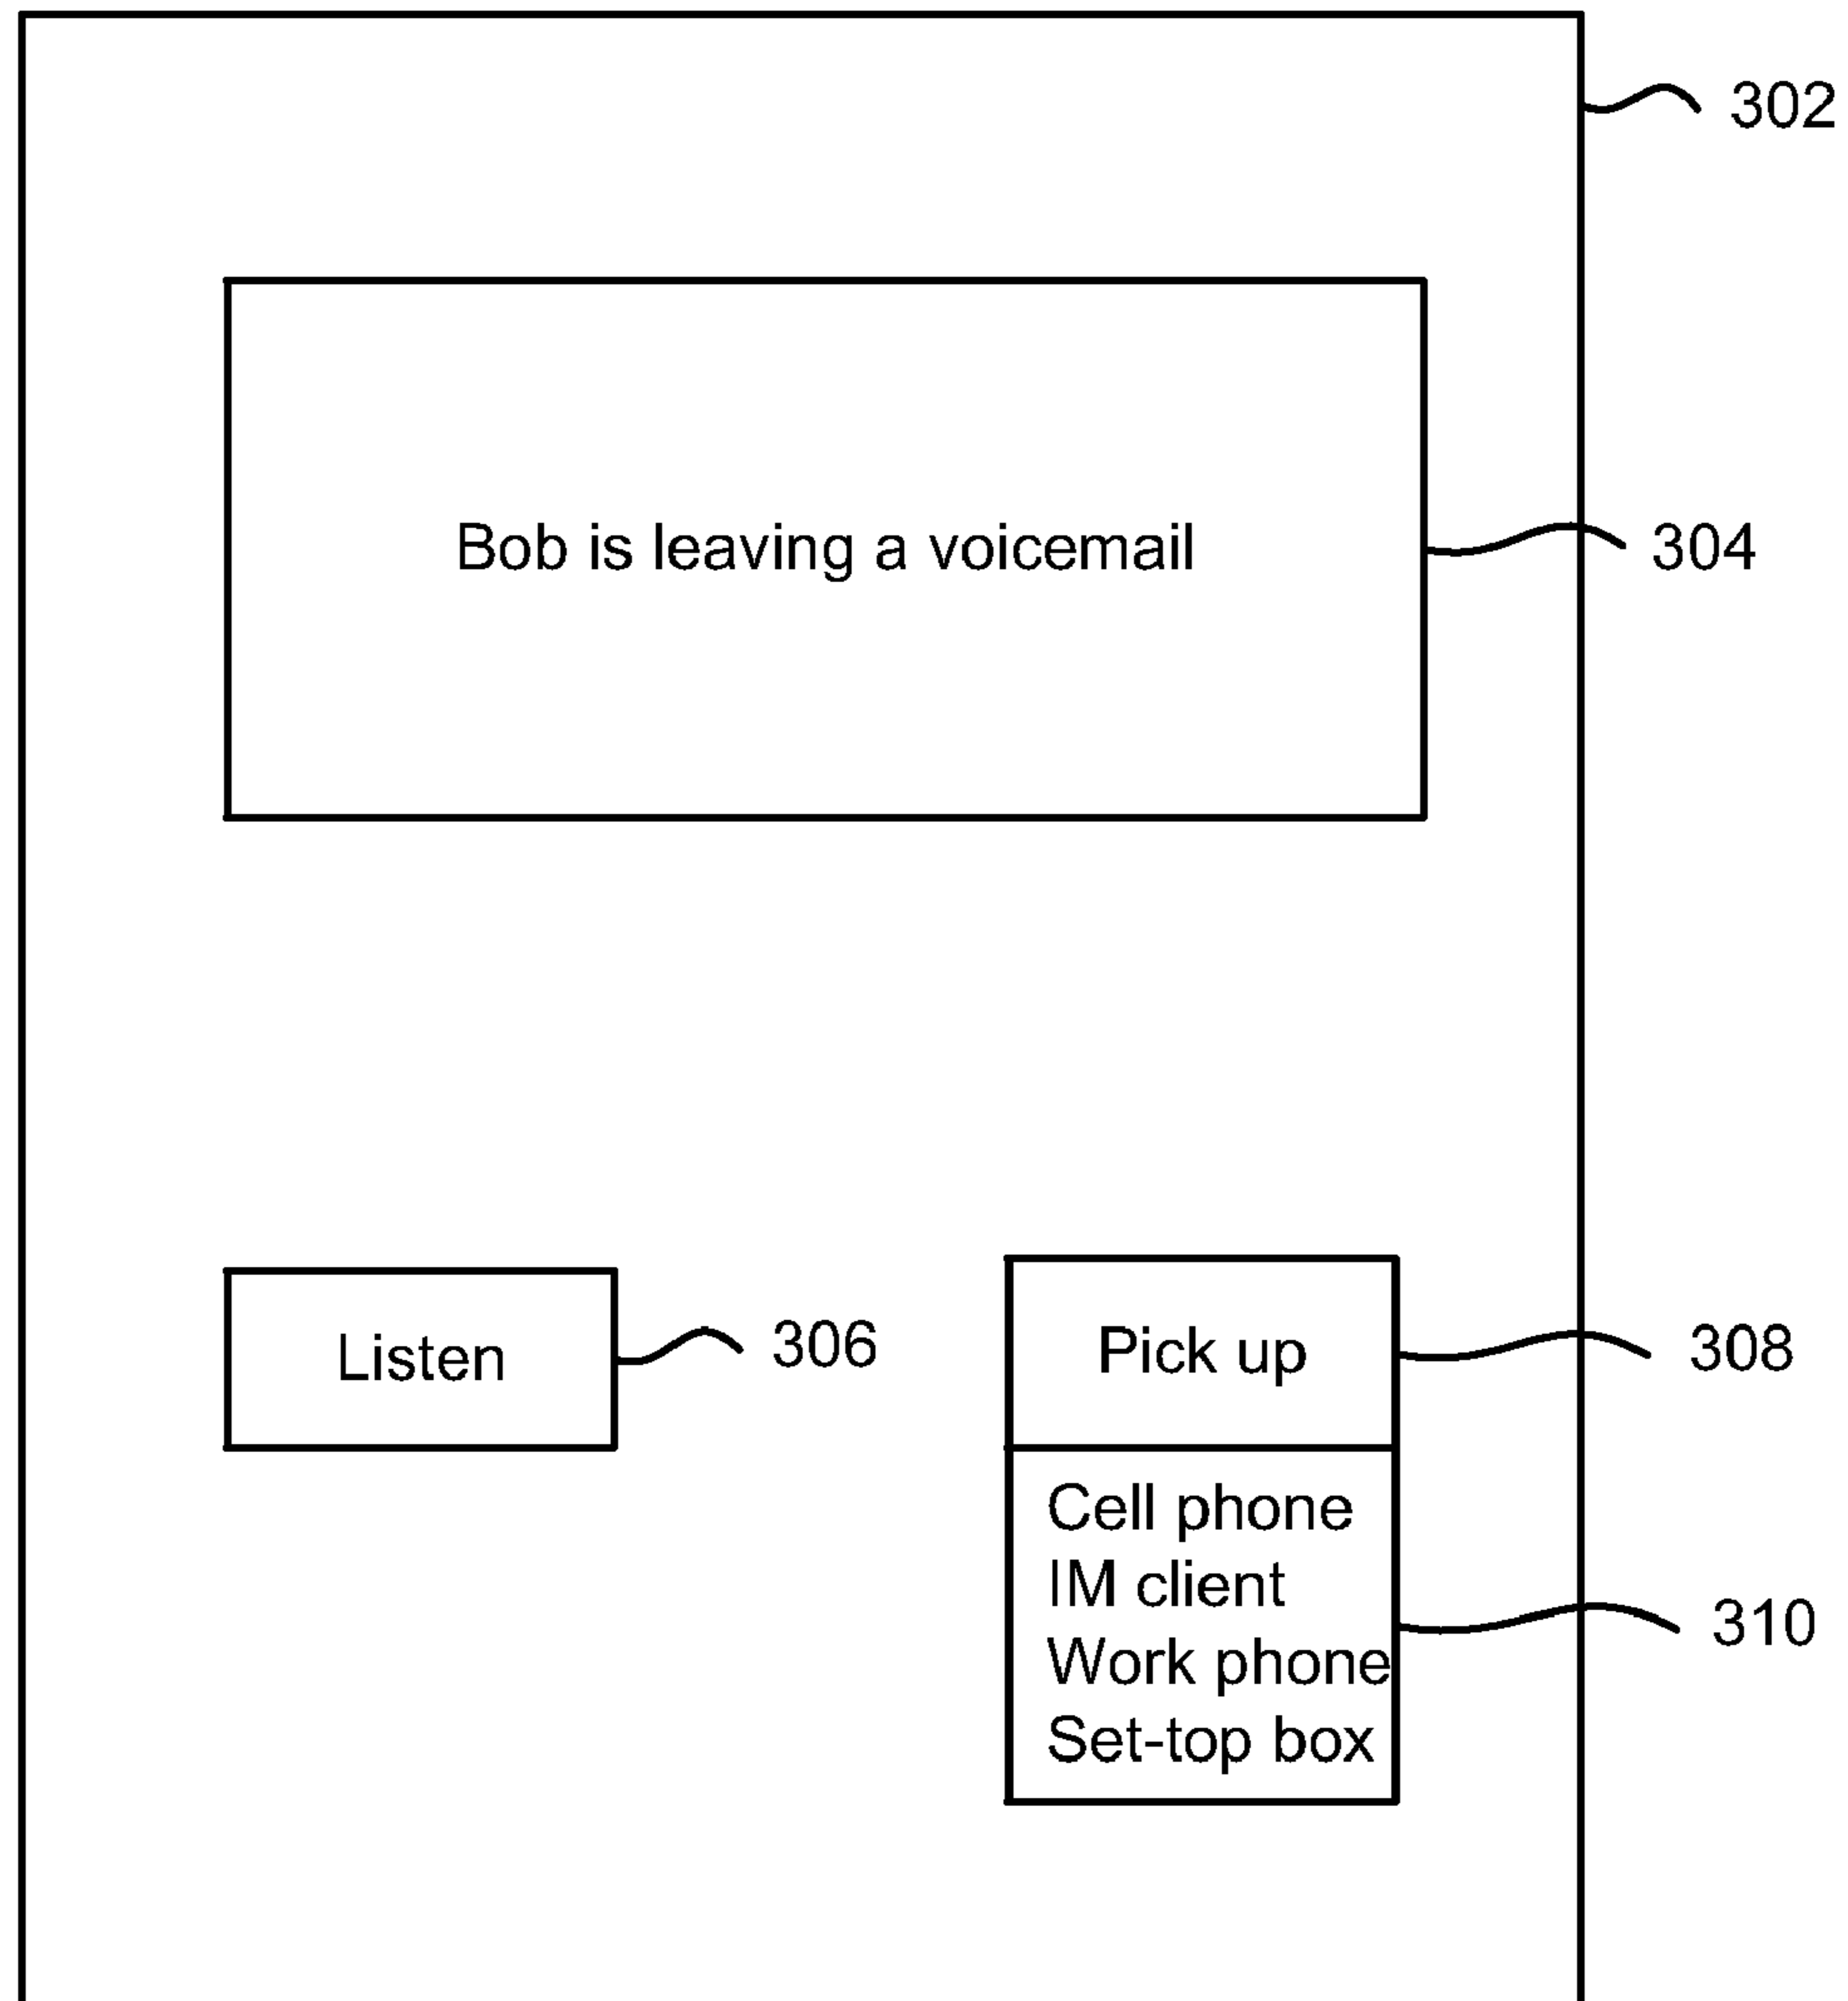 302
Bob is leaving a voicemail
304
Listen
306
Pick up
308
Cell phone
IM client
Work phone
Set-top box
310